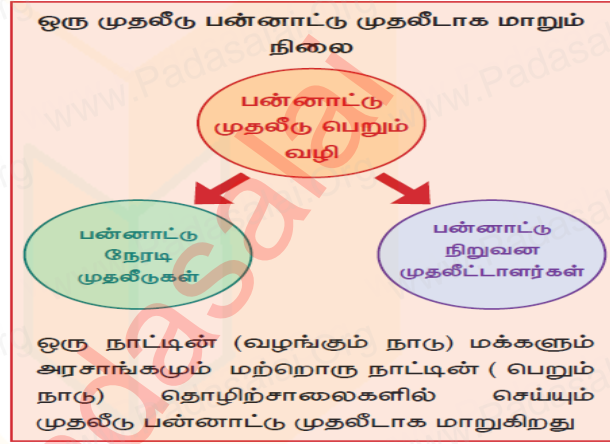 ஒரு முதலீடு பன்னாட்டு முதலீடாக மாறும்
நிலை
பன்னாட்டு
முதலீடு பெறும்
வழி
பன்னாட்டு
நேரடி
முதலீடுகள்
பன்னாட்டு
நிறுவன
முதலீட்டாளர்கள்
ஒரு நாட்டின் (வழங்கும் நாடு) மக்களும்
அரசாங்கமும் மற்றொரு நாட்டின் ( பெறும்
நாடு) தொழிற்சாலைகளில் செய்யும்
முதலீடு பன்னாட்டு முதலீடாக மாறுகிறது